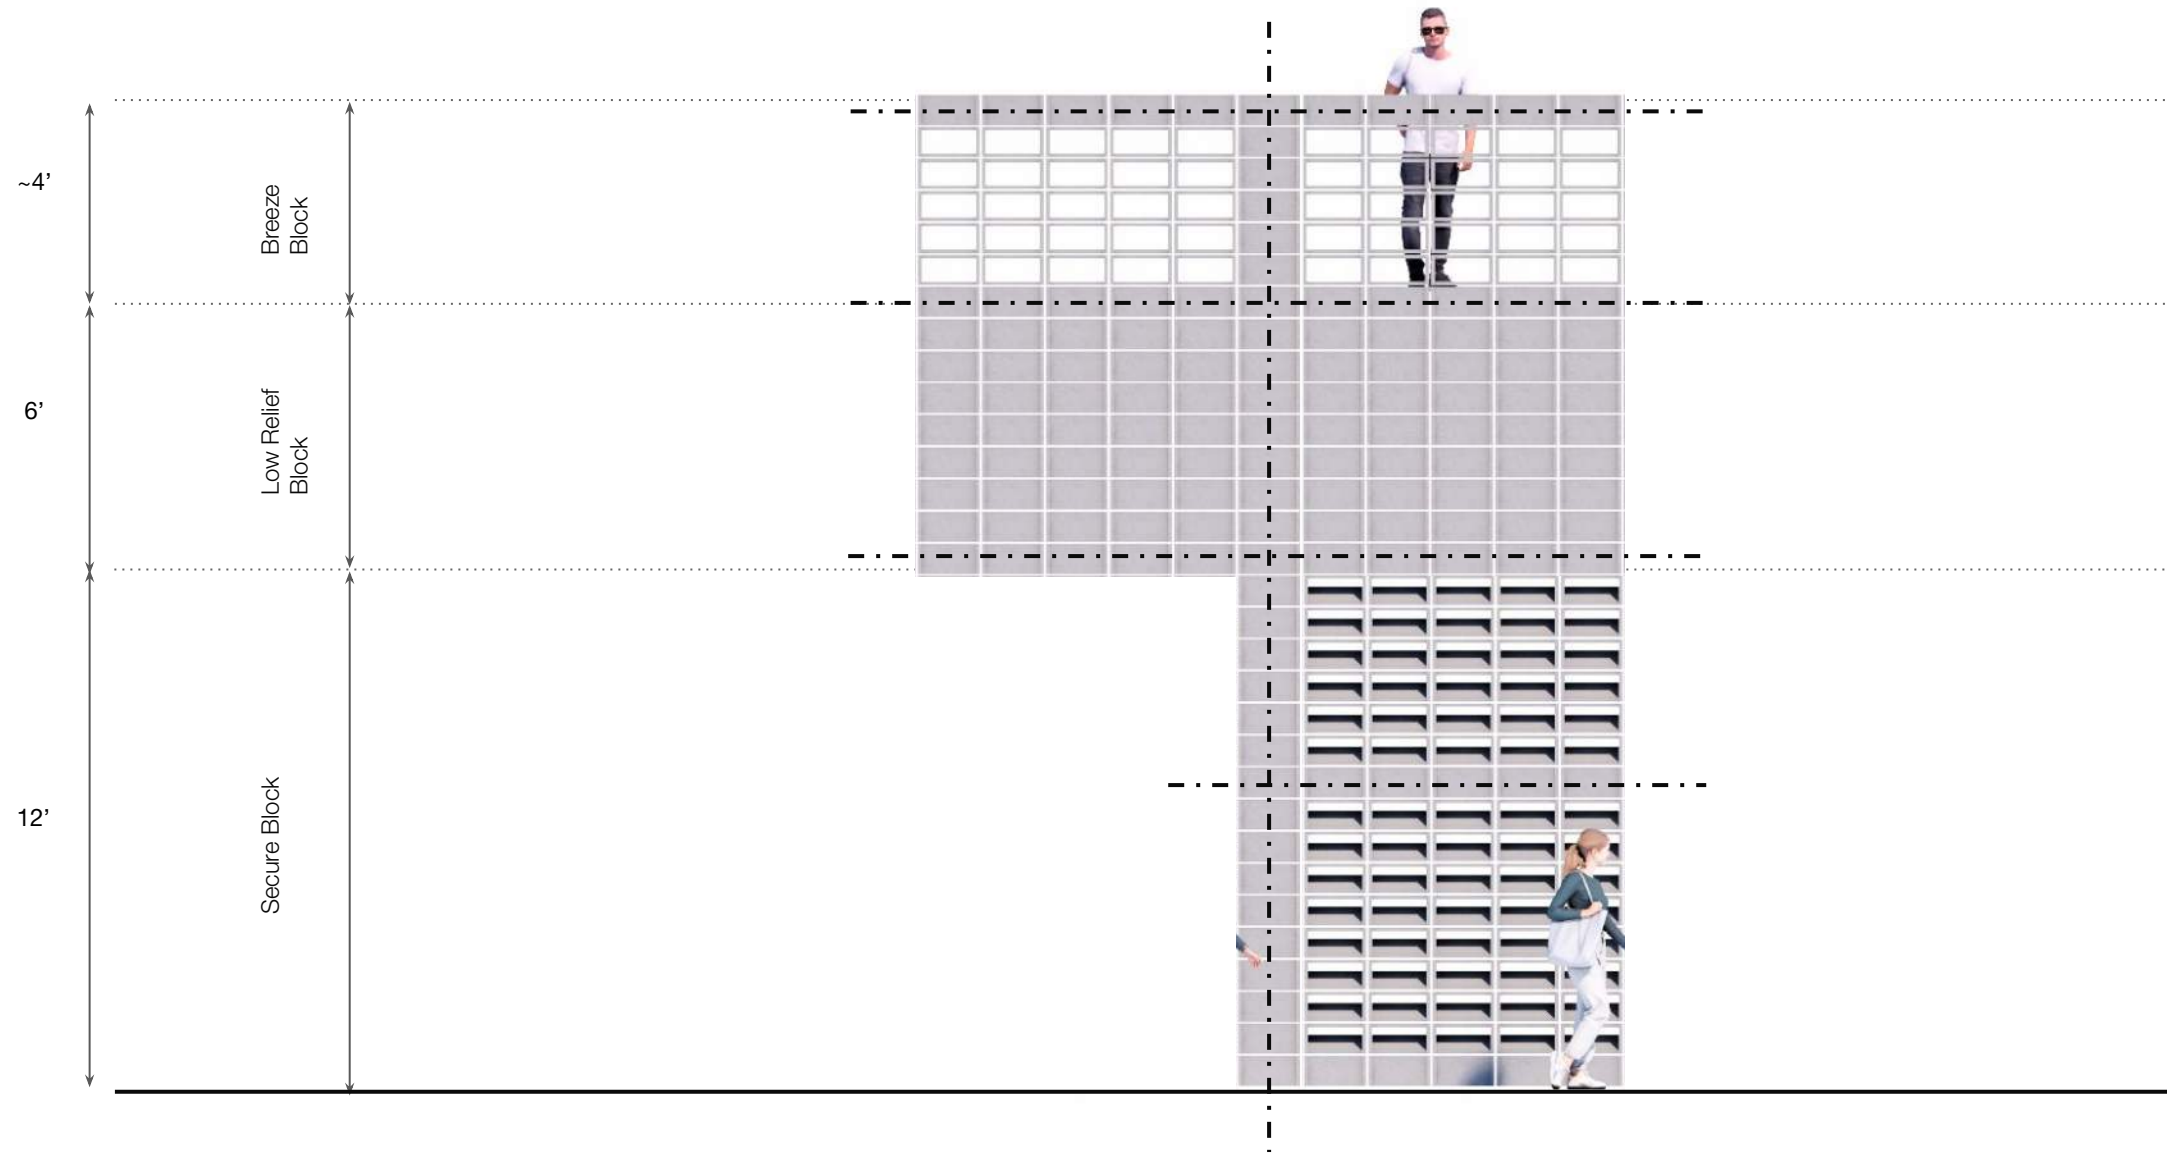 ~4’
Breeze
Block
6’
Low Relief
Block
12’
Secure Block